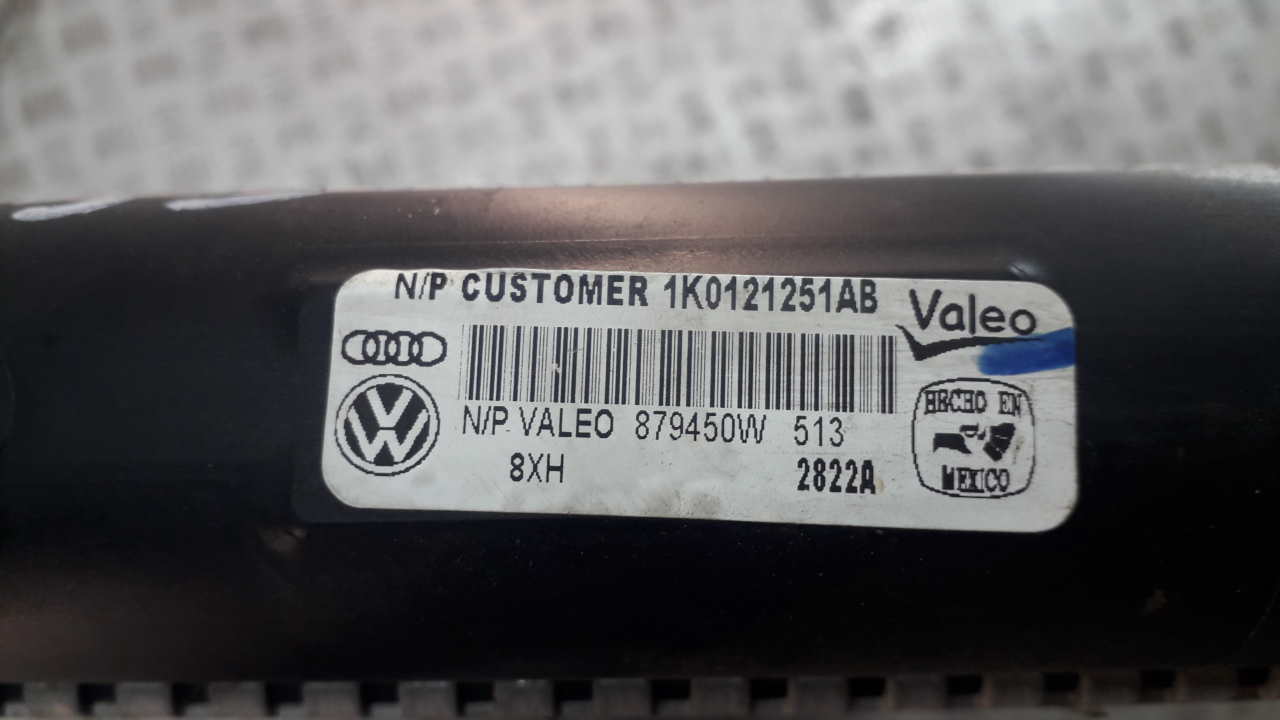 N/P CUSTOMER 1K0121251AB
Valeo
N/P VALEO 879450W 513
8XH 2822A
HECHO EN
MEXICO